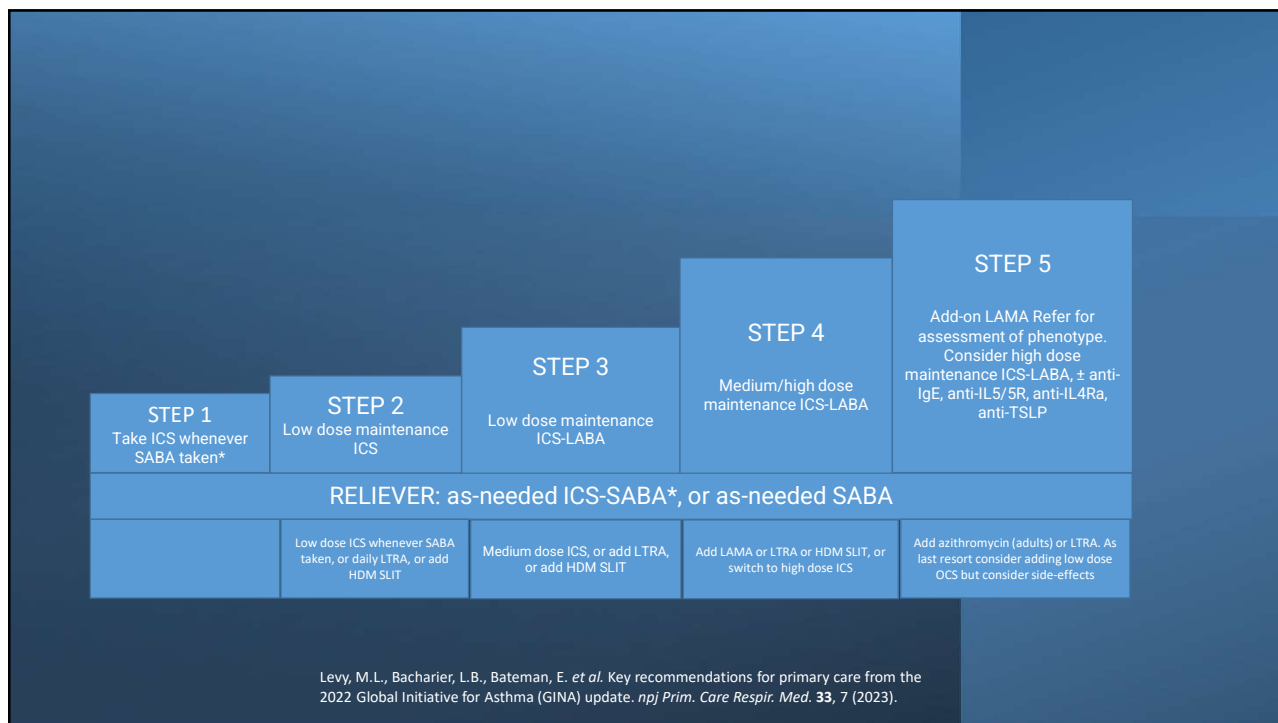 STEP 1
Take ICS whenever
SABA taken*
STEP 2
Low dose maintenance
ICS
STEP 3
Low dose maintenance
ICS-LABA
STEP 4
Medium/high dose
maintenance ICS-LABA
STEP 5
Add-on LAMA Refer for
assessment of phenotype.
Consider high dose
maintenance ICS-LABA, ± anti-
IgE, anti-IL5/5R, anti-IL4Ra,
anti-TSLP
RELIEVER: as-needed ICS-SABA*, or as-needed SABA
Low dose ICS whenever SABA
taken, or daily LTRA, or add
HDM SLIT
Medium dose ICS, or add LTRA,
or add HDM SLIT
Add LAMA or LTRA or HDM SLIT, or
switch to high dose ICS
Add azithromycin (adults) or LTRA. As
last resort consider adding low dose
OCS but consider side-effects
Levy, M.L., Bacharier, L.B., Bateman, E. et al. Key recommendations for primary care from the
2022 Global Initiative for Asthma (GINA) update. npj Prim. Care Respir. Med. 33, 7 (2023).